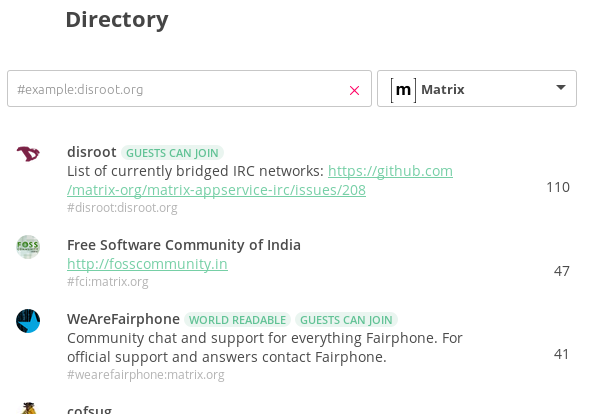 Directory
#example:disroot.org
[m] Matrix
disroot GUESTS CAN JOIN
List of currently bridged IRC networks: https://github.com
/matrix-org/matrix-appservice-irc/issues/208
110
#disroot:disroot.org
Free Software Community of India
FOSS
http://fosscommunity.in
47
#fci:matrix.org
WeAreFairphone WORLD READABLE GUESTS CAN JOIN
Community chat and support for everything Fairphone. For
official support and answers contact Fairphone.
41
#wearefairphone:matrix.org
cofsug